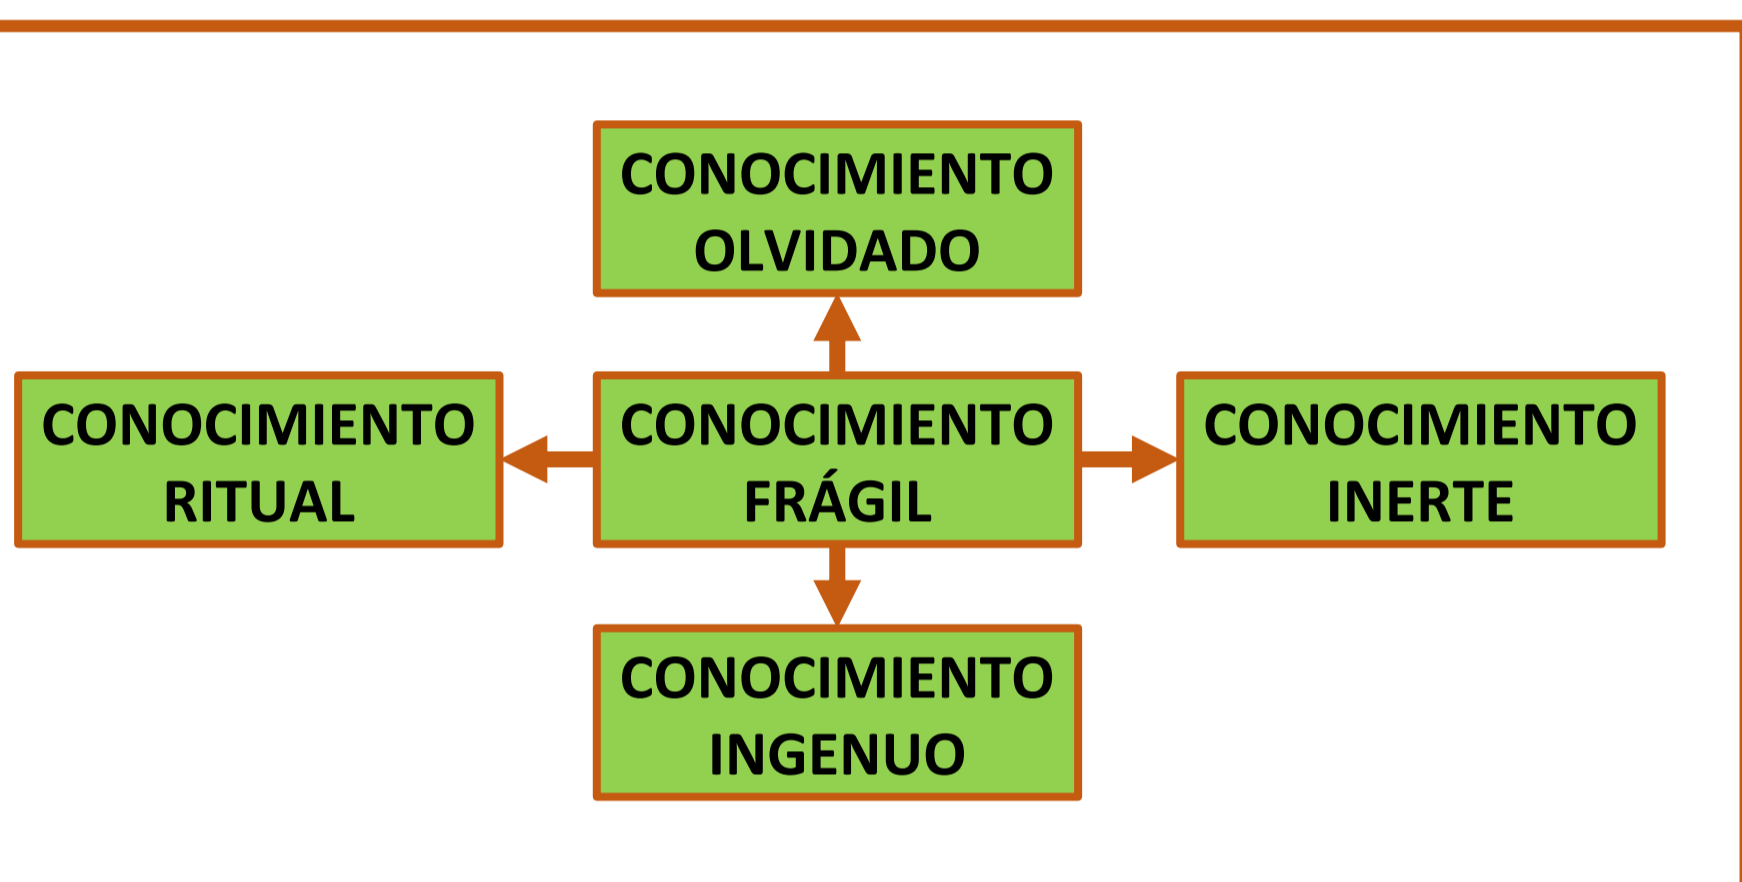 CONOCIMIENTO
OLVIDADO
CONOCIMIENTO
RITUAL
CONOCIMIENTO
FRÁGIL
CONOCIMIENTO
INERTE
CONOCIMIENTO
INGENUO